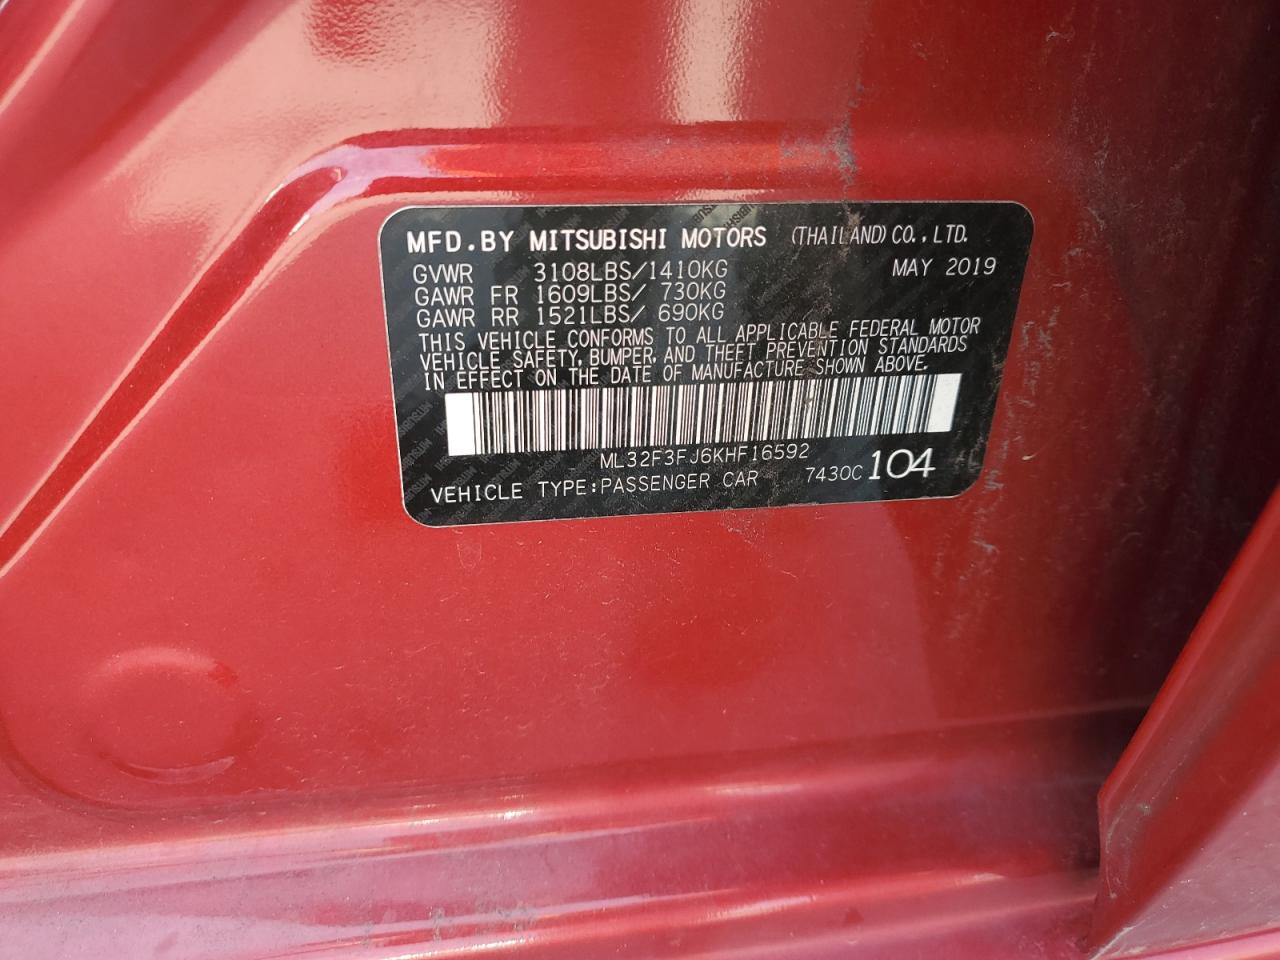 MFD.BY MITSUBISHI MOTORS (THAILAND) CO., LTD.
GVWR 3108LBS/1410KG MAY 2019
GAWR FR 1609LBS/ 730KG
GAWR RR 1521LBS/ 690KG
THIS VEHICLE CONFORMS TO ALL APPLICABLE FEDERAL MOTOR
VEHICLE SAFETY, BUMPER, AND THEFT PREVENTION STANDARDS
IN EFFECT ON THE DATE OF MANUFACTURE SHOWN ABOVE.
ML32F3FJ6KHF16592
VEHICLE TYPE:PASSENGER CAR 7430C 104